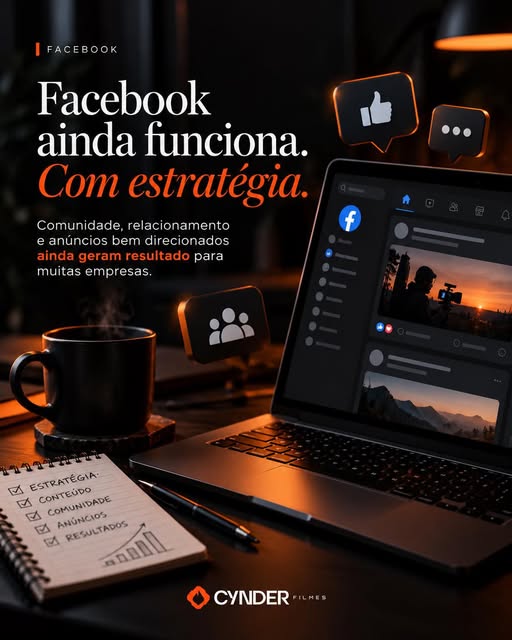 FACEBOOK
Facebook
ainda funciona.
Com estratégia.
Comunidade, relacionamento
e anúncios bem direcionados
ainda geram resultado para
muitas empresas.
ESTRATÉGIA:
CONTEÚDO
COMUNIDADE
ANÚNCIOS
RESULTADOS
CYNDER FILMES